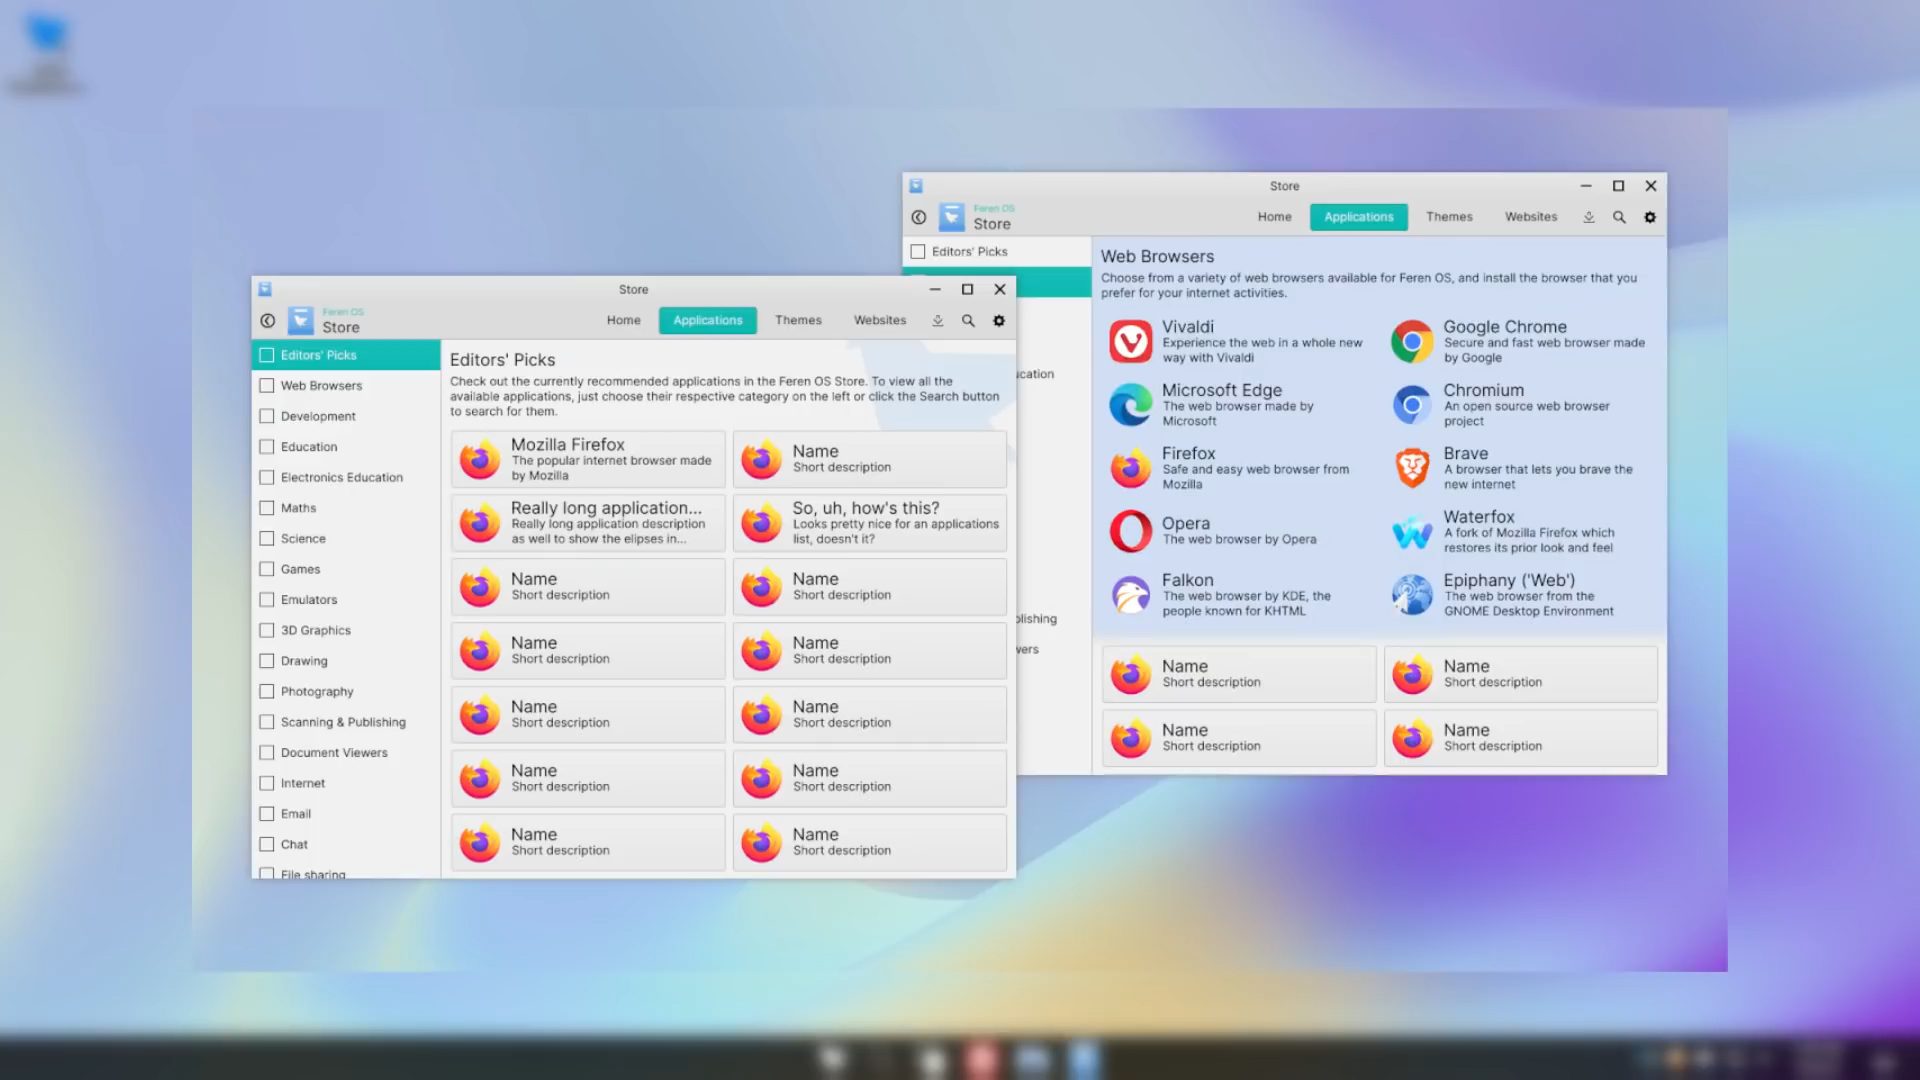 Store
Feren OS
Store
Home
Applications
Themes
Websites
Editors' Picks
Web Browsers
Choose from a variety of web browsers available for Feren OS, and install the browser that you
prefer for your internet activities.
Vivaldi
Experience the web in a whole new
way with Vivaldi
Google Chrome
Secure and fast web browser made
by Google
Microsoft Edge
The web browser made by
Microsoft
Chromium
An open source web browser
project
Firefox
Safe and easy web browser from
Mozilla
Brave
A browser that lets you brave the
new internet
Opera
The web browser by Opera
Waterfox
A fork of Mozilla Firefox which
restores its prior look and feel
Falkon
The web browser by KDE, the
people known for KHTML
Epiphany ('Web')
The web browser from the
GNOME Desktop Environment
Name
Short description
Name
Short description
Name
Short description
Name
Short description
Store
Feren OS
Store
Home
Applications
Themes
Websites
Editors' Picks
Web Browsers
Development
Education
Electronics Education
Maths
Science
Games
Emulators
3D Graphics
Drawing
Photography
Scanning & Publishing
Document Viewers
Internet
Email
Chat
File sharing
Editors' Picks
Check out the currently recommended applications in the Feren OS Store. To view all the
available applications, just choose their respective category on the left or click the Search button
to search for them.
Mozilla Firefox
The popular internet browser made
by Mozilla
Name
Short description
Really long application...
Really long application description
as well to show the elipses in...
So, uh, how's this?
Looks pretty nice for an applications
list, doesn't it?
Name
Short description
Name
Short description
Name
Short description
Name
Short description
Name
Short description
Name
Short description
Name
Short description
Name
Short description
Name
Short description
Name
Short description